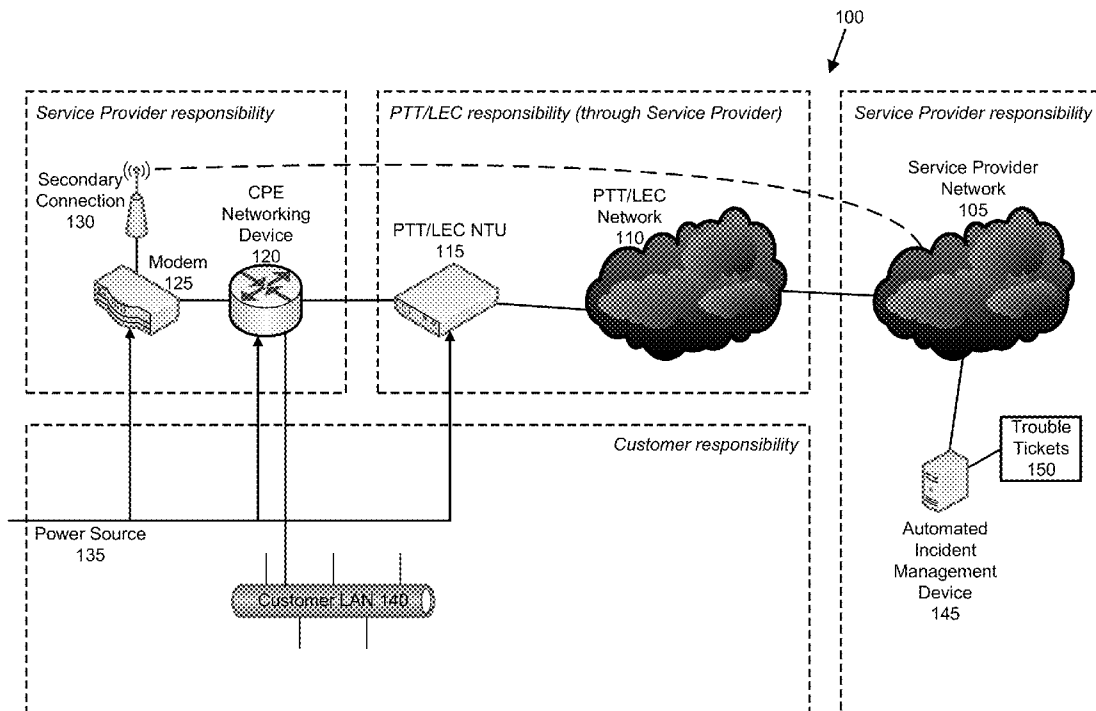 100
Service Provider responsibility
PTT/LEC responsibility (through Service Provider)
Service Provider responsibility
Secondary
Connection
130
CPE
Networking
Device
120
Modem
125
PTT/LEC NTU
115
PTT/LEC
Network
110
Service Provider
Network
105
Customer responsibility
Trouble
Tickets
150
Power Source
135
Automated
Incident
Management
Device
145
Customer LAN 140